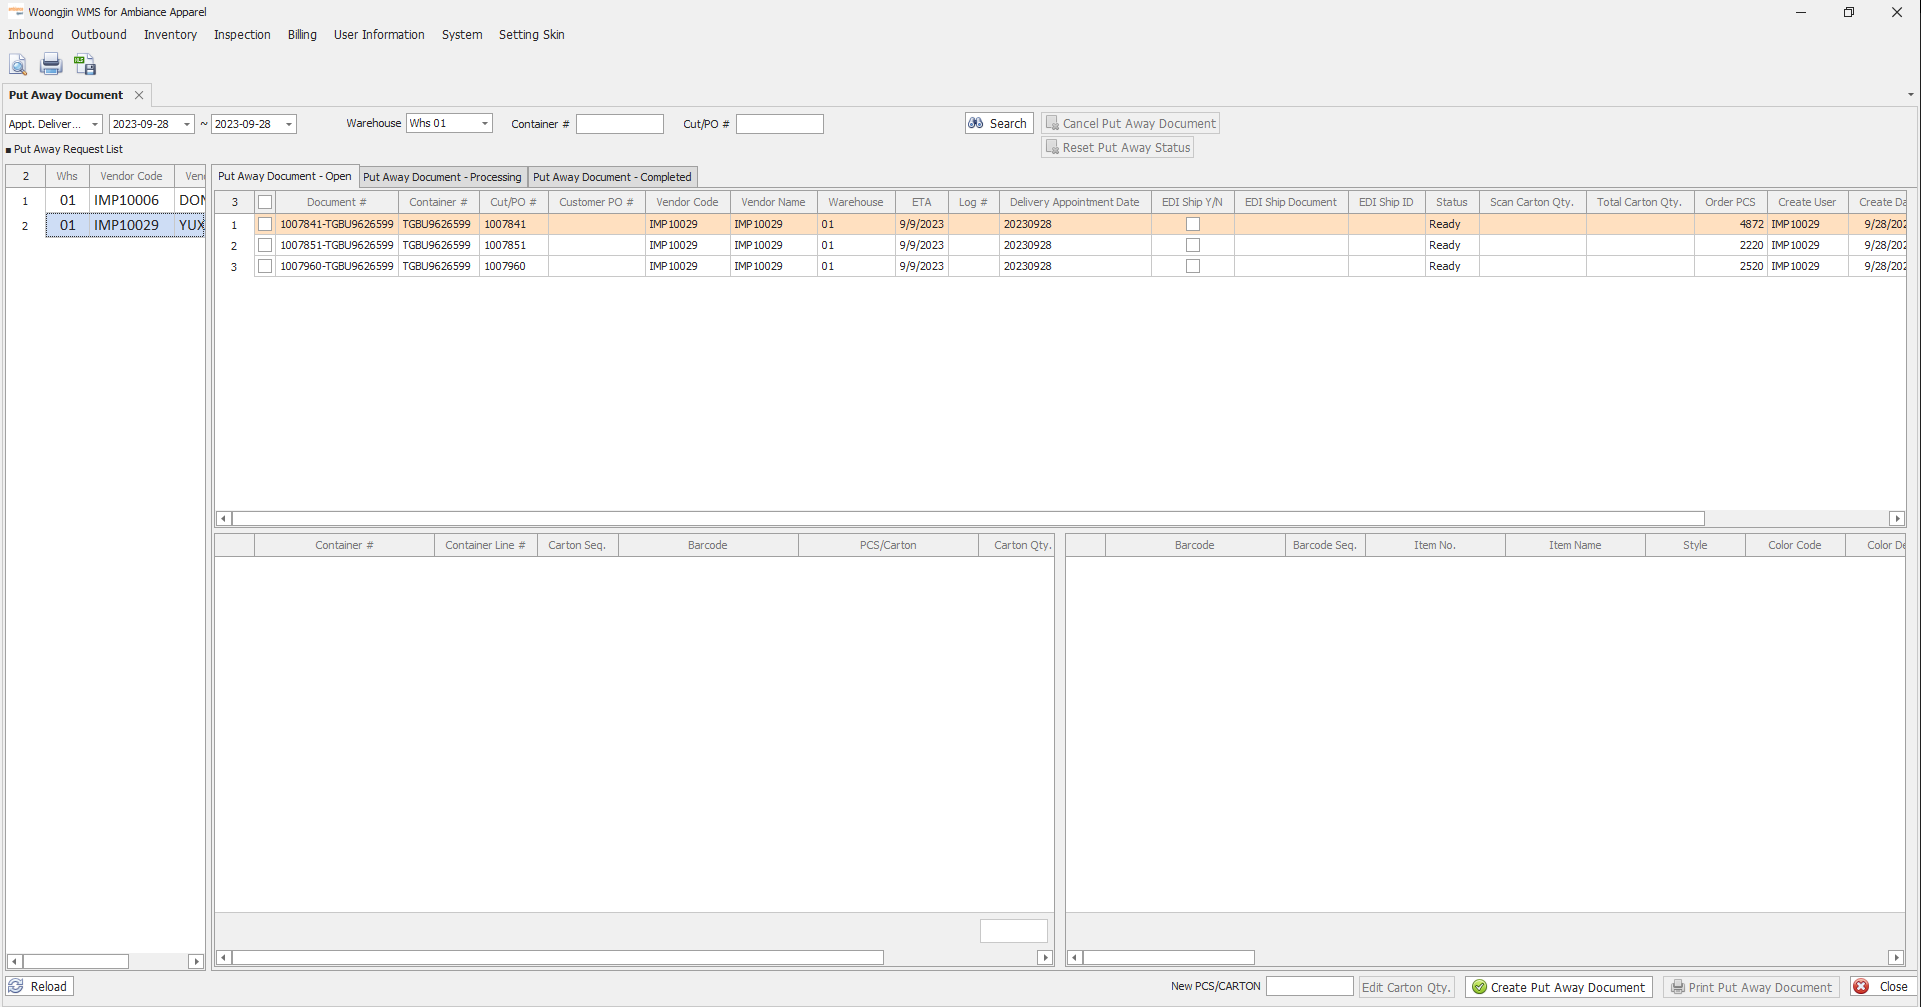 Woongjin WMS for Ambiance Apparel
Inbound Outbound Inventory Inspection Billing User Information System Setting Skin
Put Away Document
Appt. Deliver... 2023-09-28 ~ 2023-09-28 Warehouse Whs 01 Container # Cut/PO # Search Cancel Put Away Document
Reset Put Away Status
Put Away Request List
2 Whs Vendor Code Vend
1 01 IMP10006 DON
2 01 IMP10029 YUX
Put Away Document - Open Put Away Document - Processing Put Away Document - Completed
3 Document # Container # Cut/PO # Customer PO # Vendor Code Vendor Name Warehouse ETA Log # Delivery Appointment Date EDI Ship Y/N EDI Ship Document EDI Ship ID Status Scan Carton Qty. Total Carton Qty. Order PCS Create User Create Da
1 1007841-TGBU9626599 TGBU9626599 1007841 IMP10029 IMP10029 01 9/9/2023 20230928 Ready 4872 IMP10029 9/28/202
2 1007851-TGBU9626599 TGBU9626599 1007851 IMP10029 IMP10029 01 9/9/2023 20230928 Ready 2220 IMP10029 9/28/202
3 1007960-TGBU9626599 TGBU9626599 1007960 IMP10029 IMP10029 01 9/9/2023 20230928 Ready 2520 IMP10029 9/28/202
Container # Container Line # Carton Seq. Barcode PCS/Carton Carton Qty.
Barcode Barcode Seq. Item No. Item Name Style Color Code Color De
Reload New PCS/CARTON Edit Carton Qty. Create Put Away Document Print Put Away Document Close